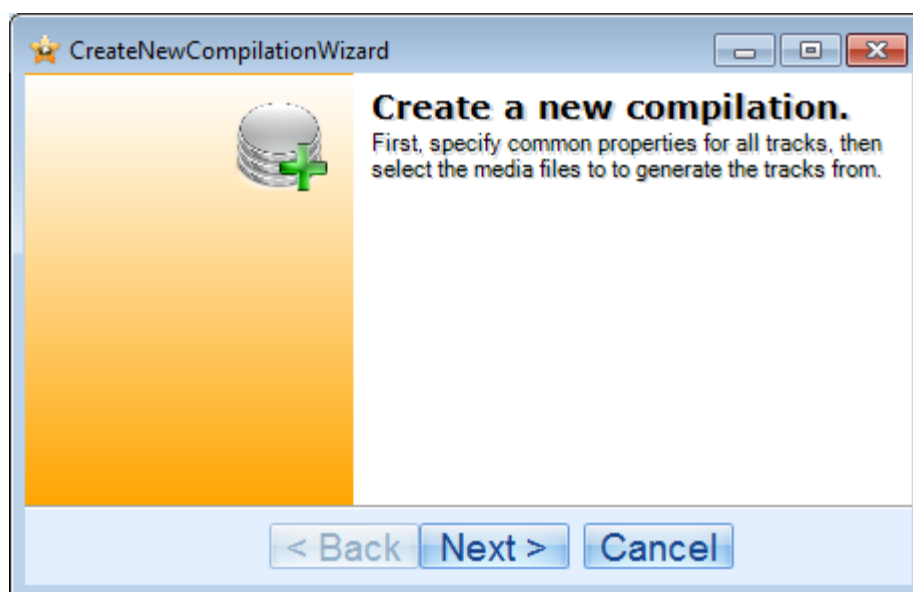 CreateNewCompilationWizard
Create a new compilation.
First, specify common properties for all tracks, then
select the media files to to generate the tracks from.
< Back Next > Cancel